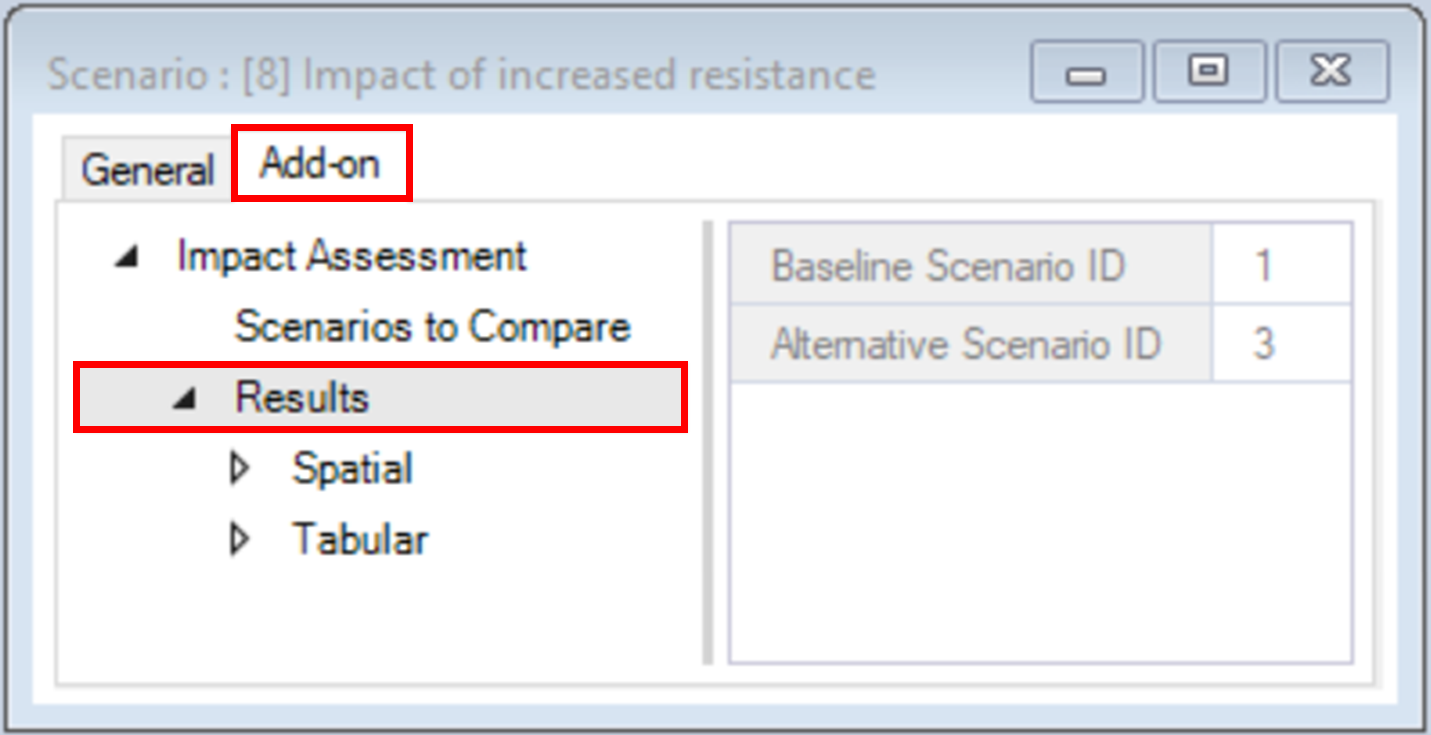 Scenario : [8] Impact of increased resistance
General Add-on
Impact Assessment
Scenarios to Compare
Results
Spatial
Tabular
Baseline Scenario ID 1
Alternative Scenario ID 3